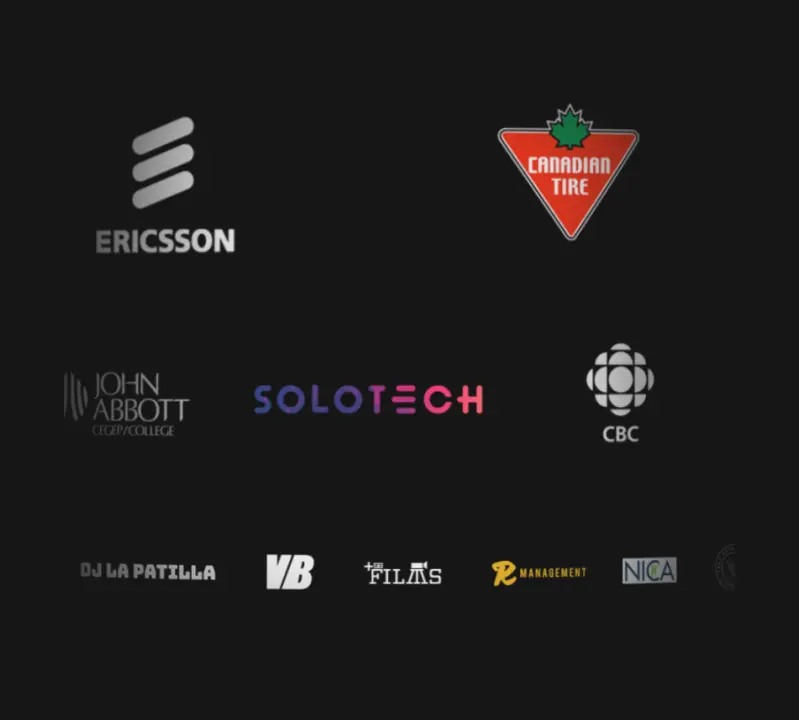 ERICSSON
CANADIAN
TIRE
JOHN
ABBOTT
CEGEP/COLLEGE
SOLOTECH
CBC
DJ LA PATILLA
VB
FILMS
R MANAGEMENT
NICA